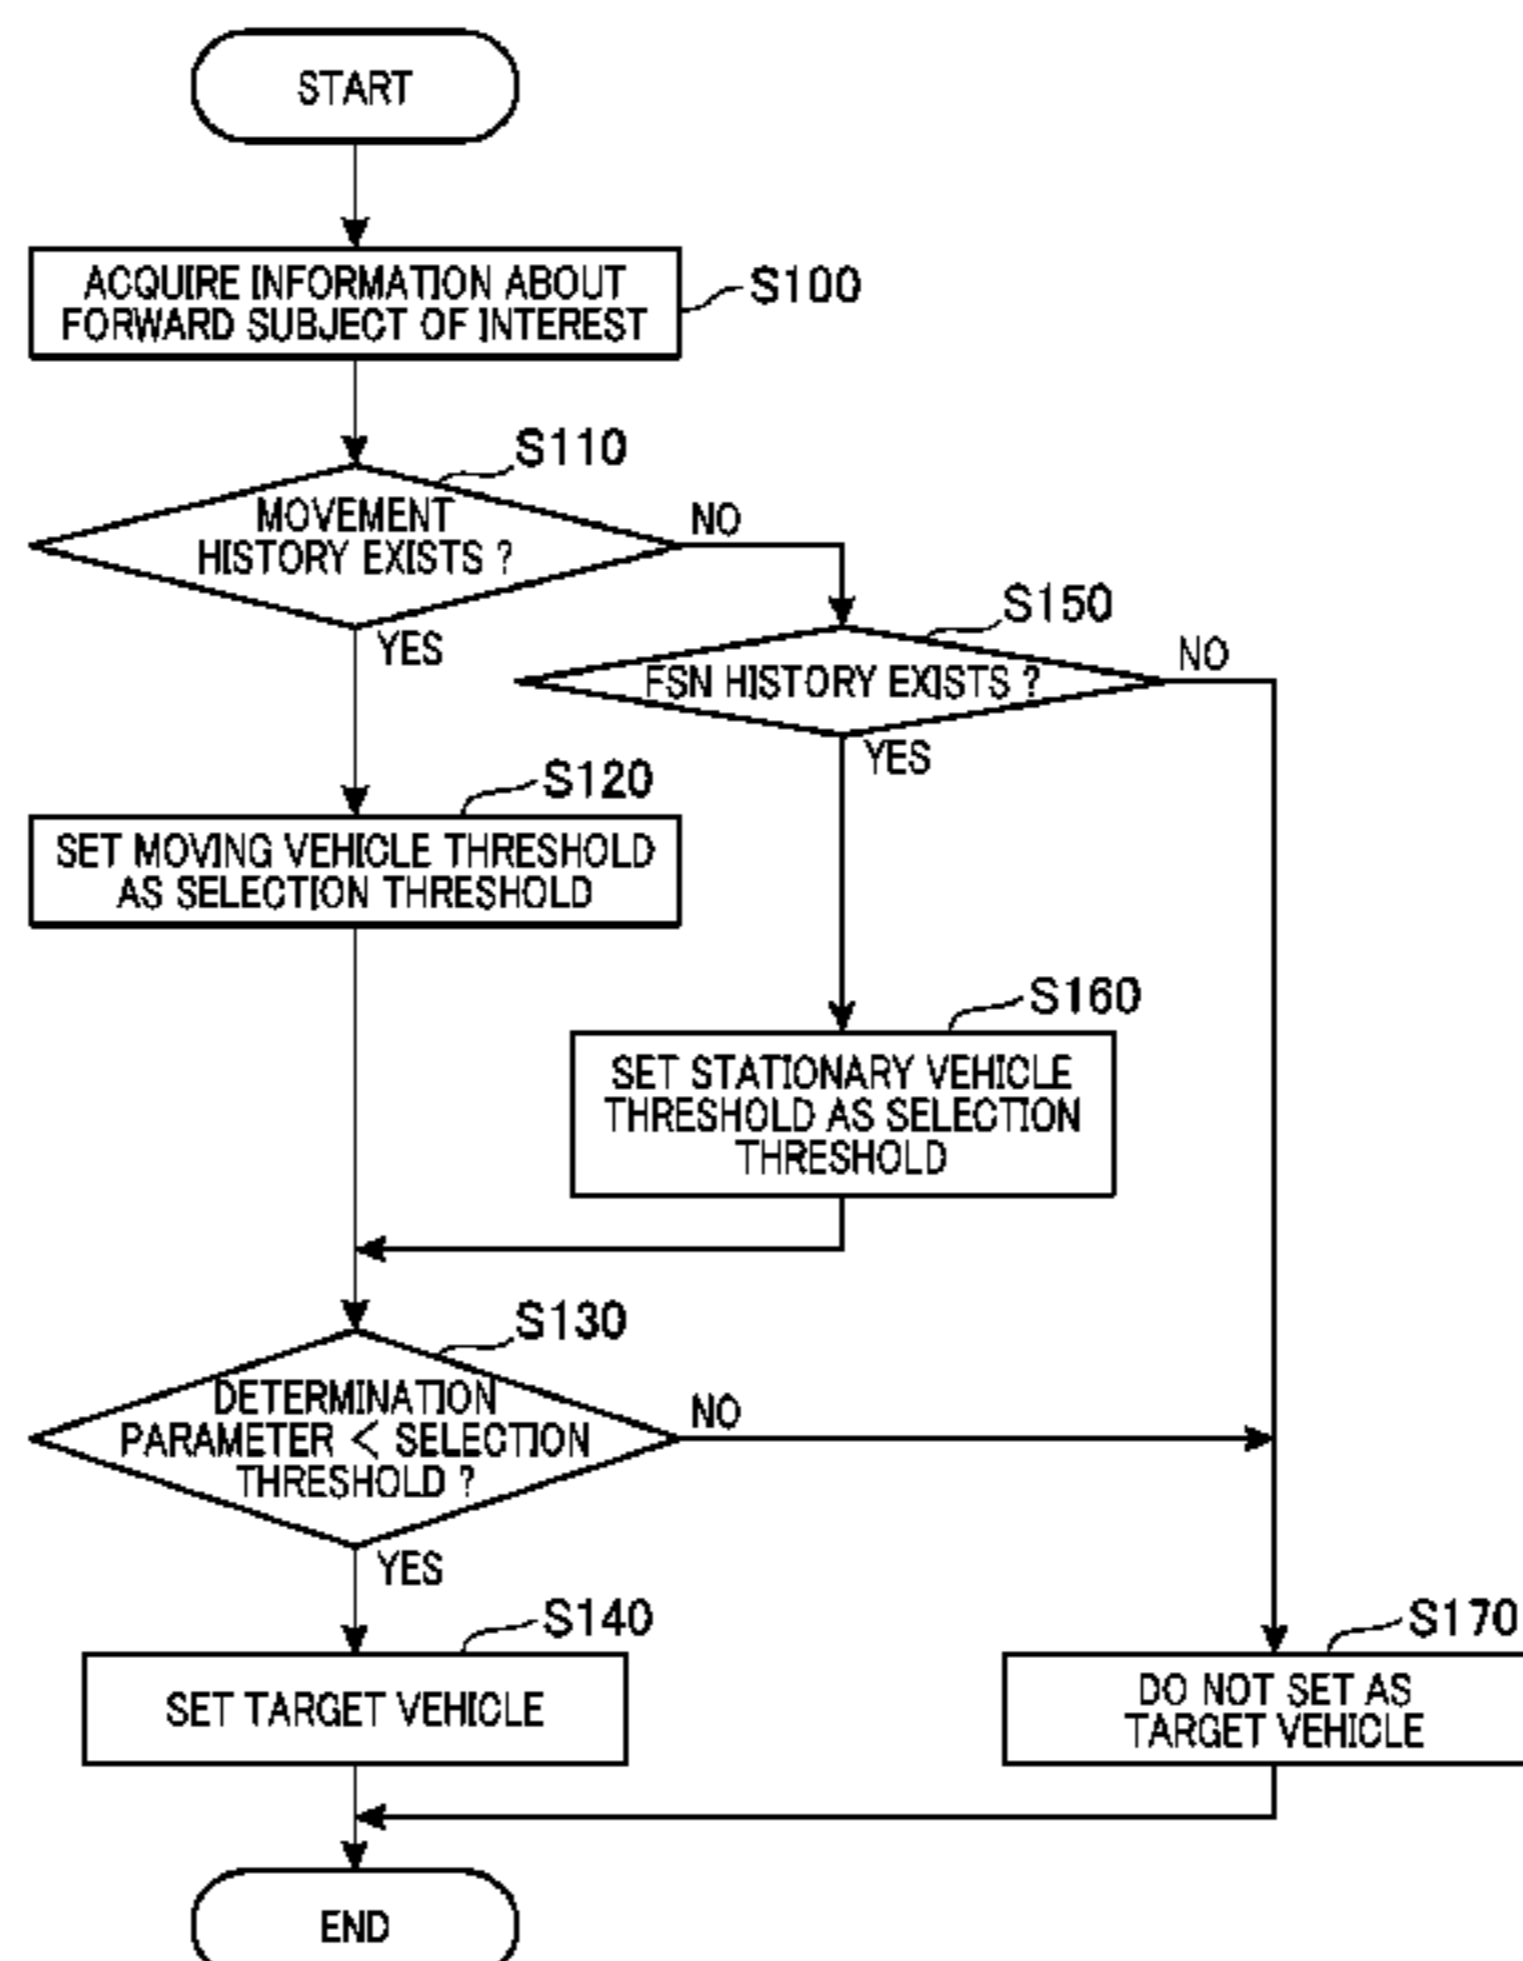 START
ACQUIRE INFORMATION ABOUT
FORWARD SUBJECT OF INTEREST
S100
S110
MOVEMENT
HISTORY EXISTS ?
NO
YES
S150
FSN HISTORY EXISTS ?
NO
YES
S120
SET MOVING VEHICLE THRESHOLD
AS SELECTION THRESHOLD
S160
SET STATIONARY VEHICLE
THRESHOLD AS SELECTION
THRESHOLD
S130
DETERMINATION
PARAMETER < SELECTION
THRESHOLD ?
NO
YES
S140
SET TARGET VEHICLE
S170
DO NOT SET AS
TARGET VEHICLE
END